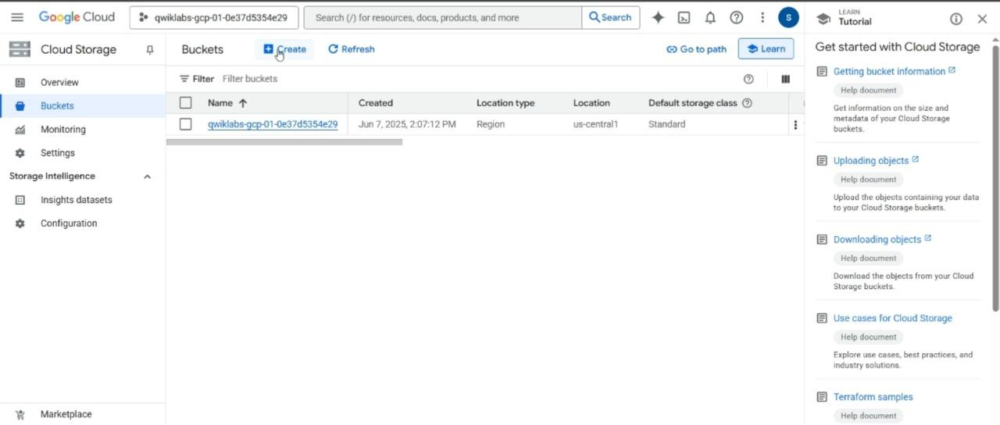 Google Cloud
qwiklabs-gcp-01-0e37d5354e29
Search (/) for resources, docs, products, and more
Search
S
LEARN
Tutorial
Cloud Storage
Buckets
Create
Refresh
Go to path
Learn
Get started with Cloud Storage
Overview
Buckets
Monitoring
Settings
Storage Intelligence
Insights datasets
Configuration
Marketplace
Filter Filter buckets
Name Created Location type Location Default storage class
qwiklabs-gcp-01-0e37d5354e29 Jun 7, 2025, 2:07:12 PM Region us-central1 Standard
Getting bucket information
Help document
Get information on the size and
metadata of your Cloud Storage
buckets.
Uploading objects
Help document
Upload the objects containing your data
to your Cloud Storage buckets.
Downloading objects
Help document
Download the objects from your Cloud
Storage buckets.
Use cases for Cloud Storage
Help document
Explore use cases, best practices, and
industry solutions.
Terraform samples
Help document